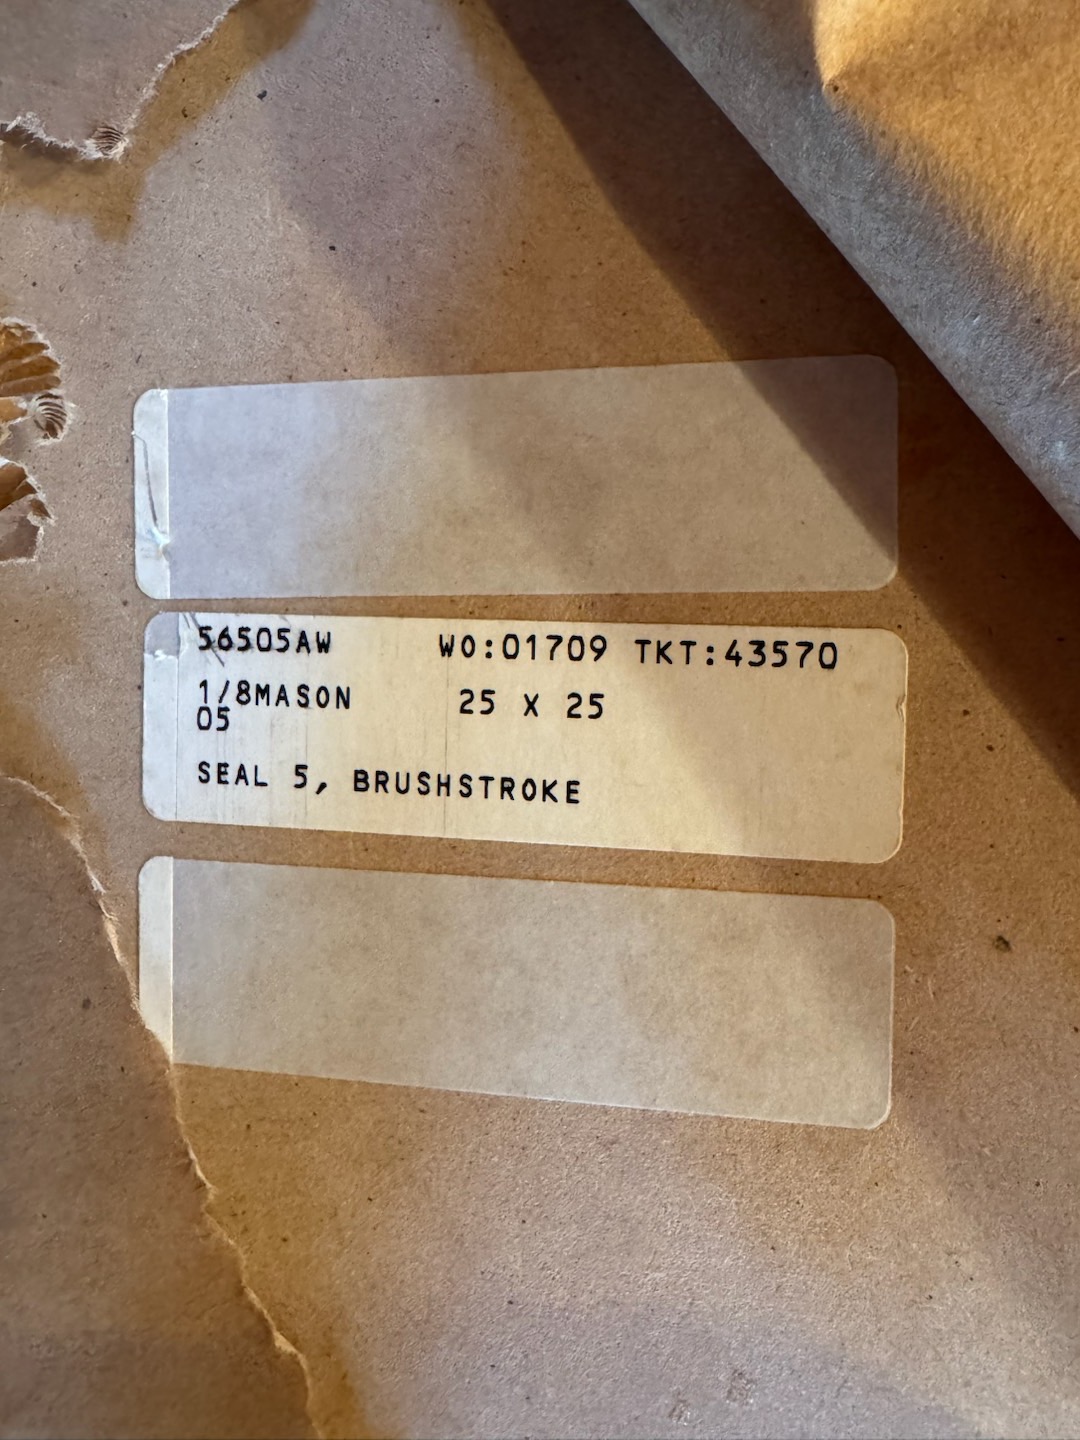 56505AW WO:01709 TKT:43570
1/8MASON 25 X 25
05
SEAL 5, BRUSHSTROKE